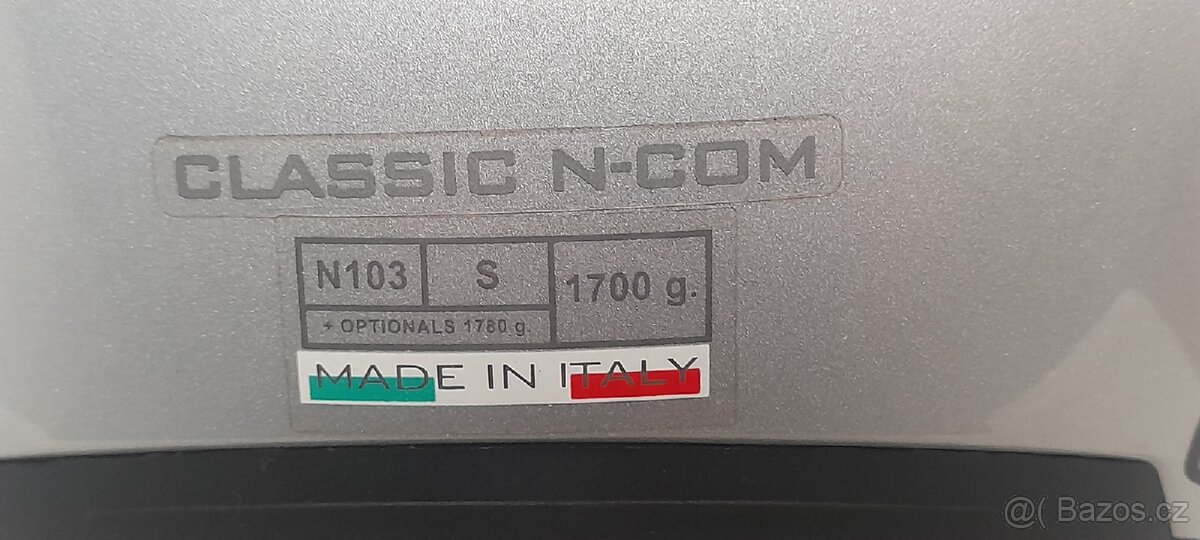 CLASSIC N-COM
N103 S 1700 g.
+ OPTIONALS 1780 g.
MADE IN ITALY
@( Bazos.cz